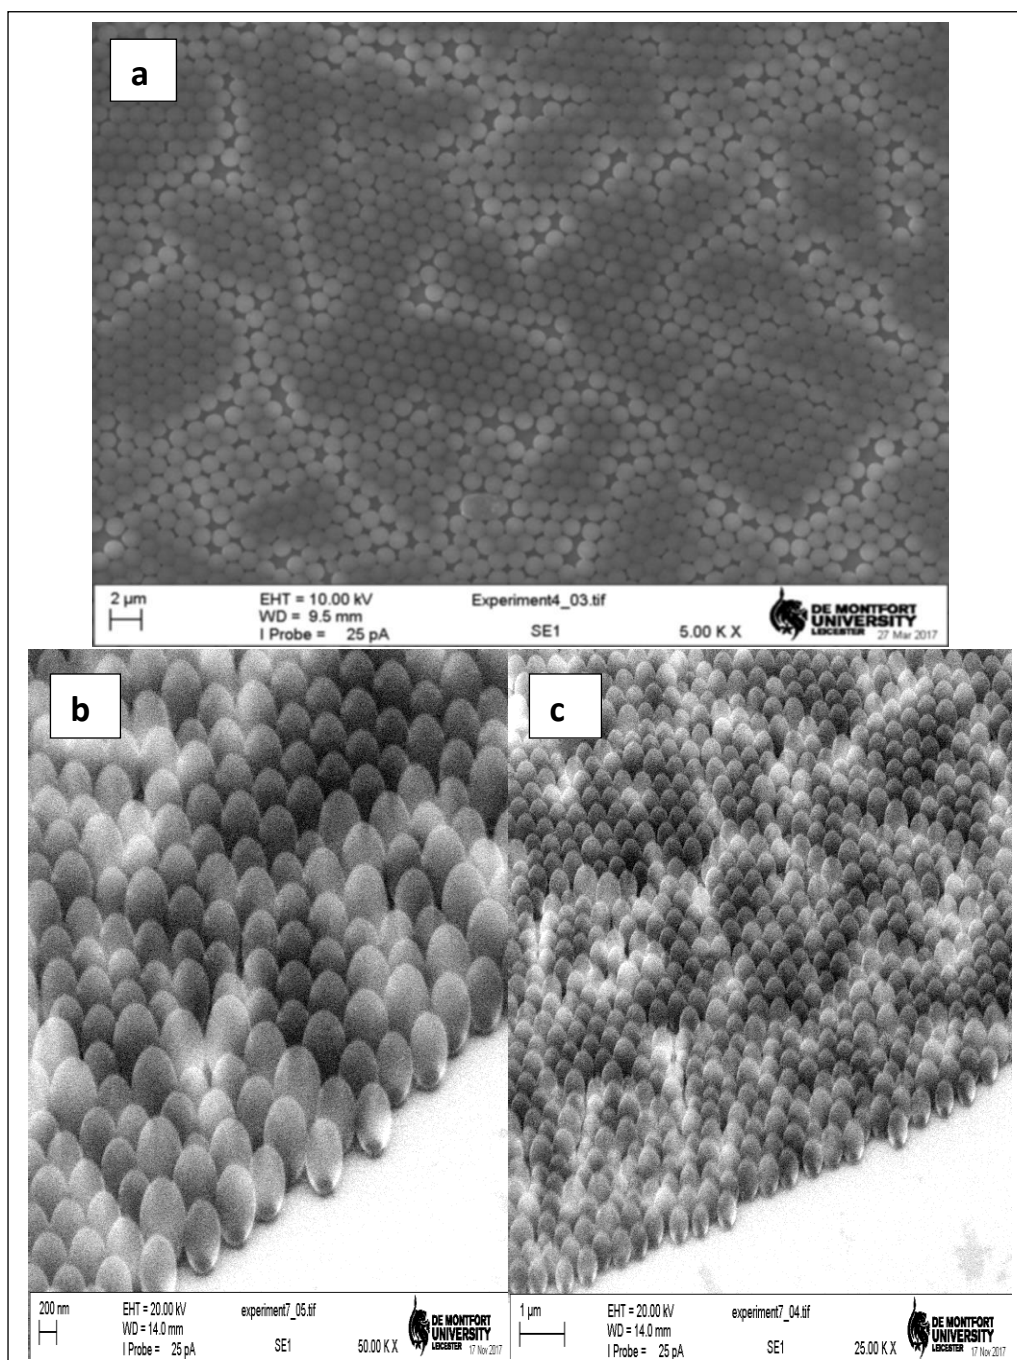 a
2 µm
EHT = 10.00 kV
WD = 9.5 mm
I Probe = 25 pA
Experiment4_03.tif
SE1
5.00 K X
DE MONTFORT
UNIVERSITY
LEICESTER
27 Mar 2017
b
200 nm
EHT = 20.00 kV
WD = 14.0 mm
I Probe = 25 pA
experiment7_05.tif
SE1
50.00 K X
DE MONTFORT
UNIVERSITY
LEICESTER
17 Nov 2017
c
1 µm
EHT = 20.00 kV
WD = 14.0 mm
I Probe = 25 pA
experiment7_04.tif
SE1
25.00 K X
DE MONTFORT
UNIVERSITY
LEICESTER
17 Nov 2017